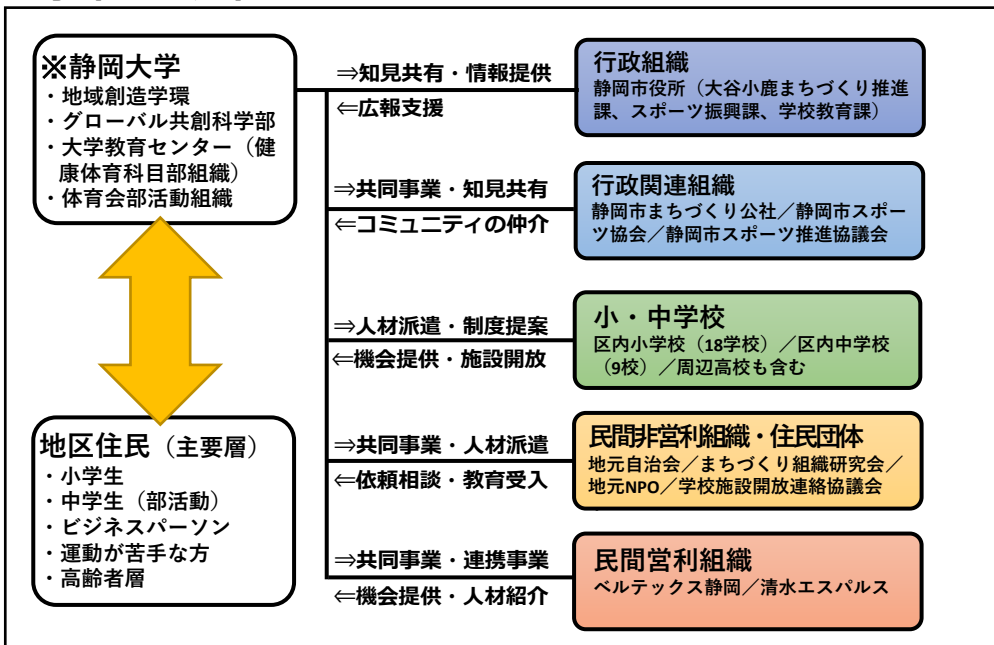 ※静岡大学
・地域創造学環
・グローバル共創科学部
・大学教育センター（健
康体育科目部組織）
・体育会部活動組織
地区住民（主要層）
・小学生
・中学生（部活動）
・ビジネスパーソン
・運動が苦手な方
・高齢者層
⇒知見共有・情報提供
⇐広報支援
行政組織
静岡市役所（大谷小鹿まちづくり推進
課、スポーツ振興課、学校教育課）
⇒共同事業・知見共有
⇐コミュニティの仲介
行政関連組織
静岡市まちづくり公社／静岡市スポー
ツ協会／静岡市スポーツ推進協議会
⇒人材派遣・制度提案
⇐機会提供・施設開放
小・中学校
区内小学校（18学校）／区内中学校
（9校）／周辺高校も含む
⇒共同事業・人材派遣
⇐依頼相談・教育受入
民間非営利組織・住民団体
地元自治会／まちづくり組織研究会／
地元NPO／学校施設開放連絡協議会
⇒共同事業・連携事業
⇐機会提供・人材紹介
民間営利組織
ベルテックス静岡／清水エスパルス